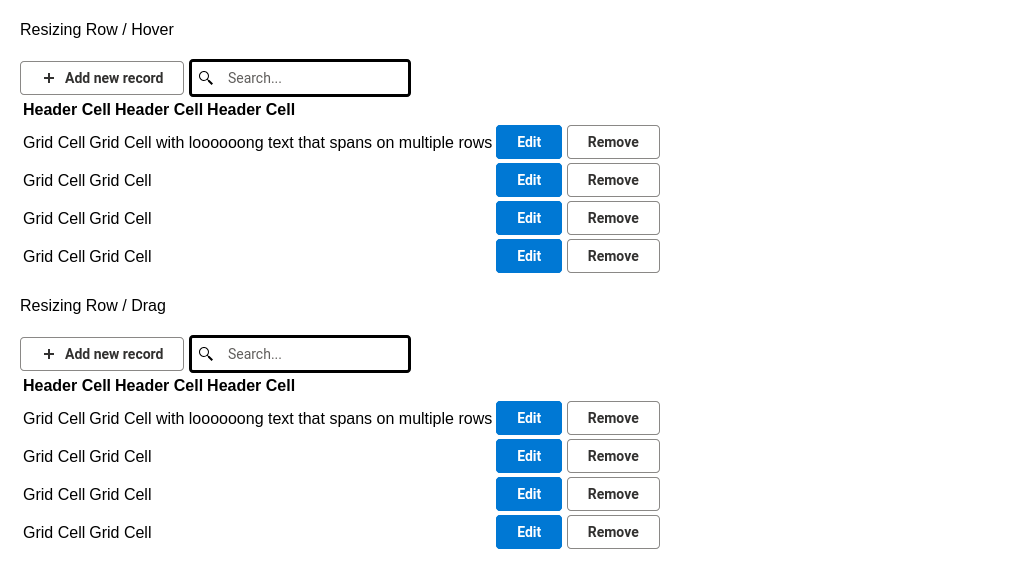 Resizing Row / Hover
Add new record Search...
Header Cell Header Cell Header Cell
Grid Cell Grid Cell with loooooong text that spans on multiple rows Edit Remove
Grid Cell Grid Cell Edit Remove
Grid Cell Grid Cell Edit Remove
Grid Cell Grid Cell Edit Remove
Resizing Row / Drag
Add new record Search...
Header Cell Header Cell Header Cell
Grid Cell Grid Cell with loooooong text that spans on multiple rows Edit Remove
Grid Cell Grid Cell Edit Remove
Grid Cell Grid Cell Edit Remove
Grid Cell Grid Cell Edit Remove